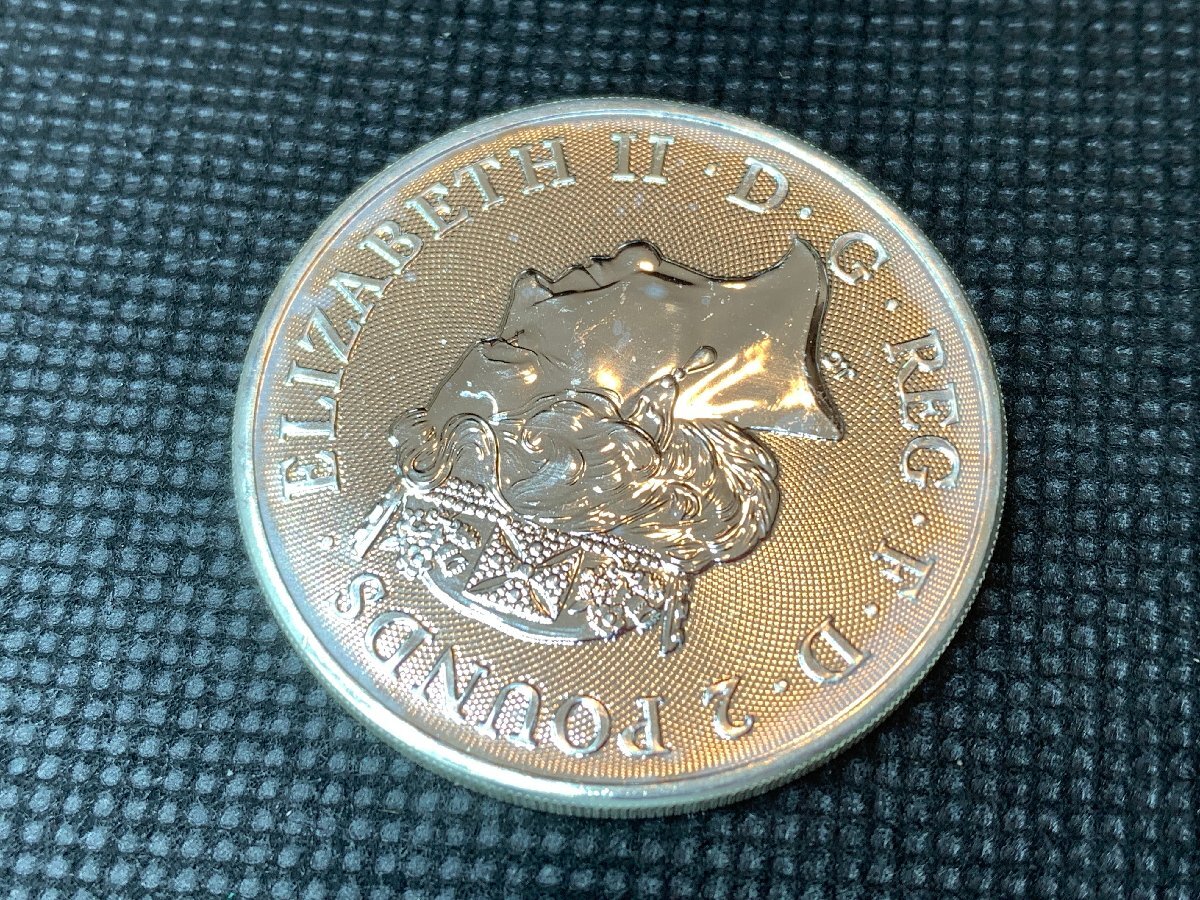 · ELIZABETH II · D · G · REG · F · D · 2 POUNDS